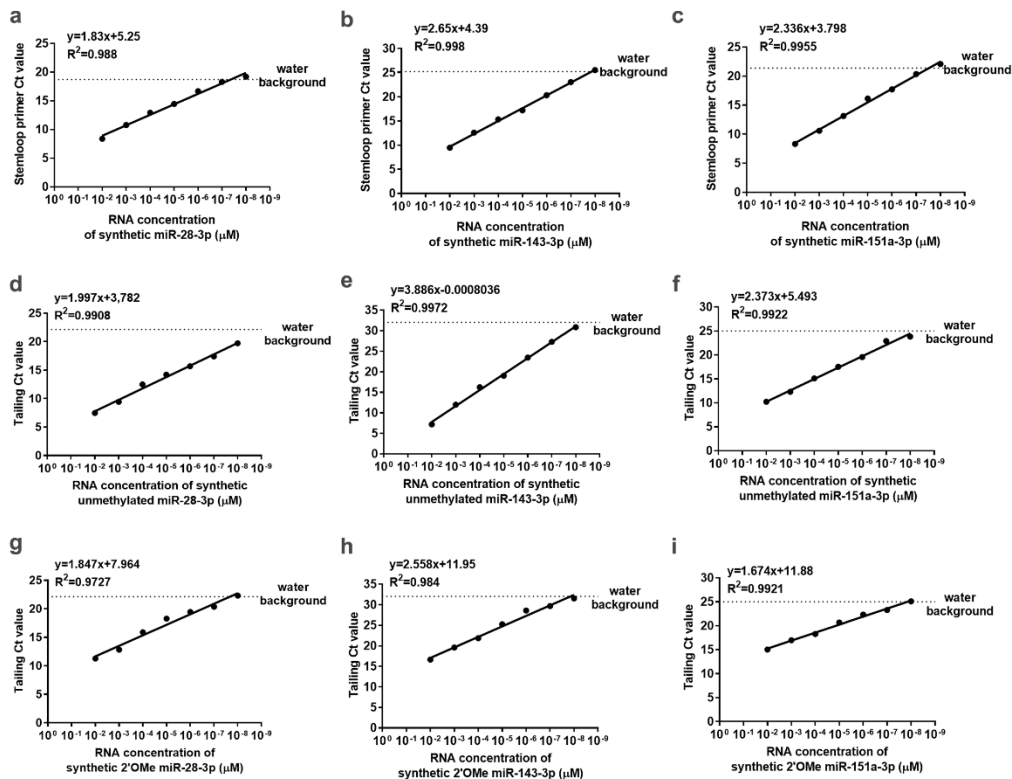 a
y=1.83x+5.25
R²=0.988
Stemloop primer Ct value
25
20
15
10
5
0
water
background
10⁰ 10⁻¹ 10⁻² 10⁻³ 10⁻⁴ 10⁻⁵ 10⁻⁶ 10⁻⁷ 10⁻⁸ 10⁻⁹
RNA concentration
of synthetic miR-28-3p (μM)
b
y=2.65x+4.39
R²=0.998
Stemloop primer Ct value
30
25
20
15
10
5
0
water
background
10⁰ 10⁻¹ 10⁻² 10⁻³ 10⁻⁴ 10⁻⁵ 10⁻⁶ 10⁻⁷ 10⁻⁸ 10⁻⁹
RNA concentration
of synthetic miR-143-3p (μM)
c
y=2.336x+3.798
R²=0.9955
Stemloop primer Ct value
25
20
15
10
5
0
water
background
10⁰ 10⁻¹ 10⁻² 10⁻³ 10⁻⁴ 10⁻⁵ 10⁻⁶ 10⁻⁷ 10⁻⁸ 10⁻⁹
RNA concentration
of synthetic miR-151a-3p (μM)
d
y=1.997x+3,782
R²=0.9908
Tailing Ct value
25
20
15
10
5
0
water
background
10⁰ 10⁻¹ 10⁻² 10⁻³ 10⁻⁴ 10⁻⁵ 10⁻⁶ 10⁻⁷ 10⁻⁸ 10⁻⁹
RNA concentration of synthetic
unmethylated miR-28-3p (μM)
e
y=3.886x-0.0008036
R²=0.9972
Tailing Ct value
35
30
25
20
15
10
5
0
water
background
10⁰ 10⁻¹ 10⁻² 10⁻³ 10⁻⁴ 10⁻⁵ 10⁻⁶ 10⁻⁷ 10⁻⁸ 10⁻⁹
RNA concentration of synthetic
unmethylated miR-143-3p (μM)
f
y=2.373x+5.493
R²=0.9922
Tailing Ct value
30
25
20
15
10
5
0
water
background
10⁰ 10⁻¹ 10⁻² 10⁻³ 10⁻⁴ 10⁻⁵ 10⁻⁶ 10⁻⁷ 10⁻⁸ 10⁻⁹
RNA concentration of synthetic
unmethylated miR-151a-3p (μM)
g
y=1.847x+7.964
R²=0.9727
Tailing Ct value
25
20
15
10
5
0
water
background
10⁰ 10⁻¹ 10⁻² 10⁻³ 10⁻⁴ 10⁻⁵ 10⁻⁶ 10⁻⁷ 10⁻⁸ 10⁻⁹
RNA concentration of
synthetic 2'OMe miR-28-3p (μM)
h
y=2.558x+11.95
R²=0.984
Tailing Ct value
35
30
25
20
15
10
5
0
water
background
10⁰ 10⁻¹ 10⁻² 10⁻³ 10⁻⁴ 10⁻⁵ 10⁻⁶ 10⁻⁷ 10⁻⁸ 10⁻⁹
RNA concentration of
synthetic 2'OMe miR-143-3p (μM)
i
y=1.674x+11.88
R²=0.9921
Tailing Ct value
30
25
20
15
10
5
0
water
background
10⁰ 10⁻¹ 10⁻² 10⁻³ 10⁻⁴ 10⁻⁵ 10⁻⁶ 10⁻⁷ 10⁻⁸ 10⁻⁹
RNA concentration of
synthetic 2'OMe miR-151a-3p (μM)